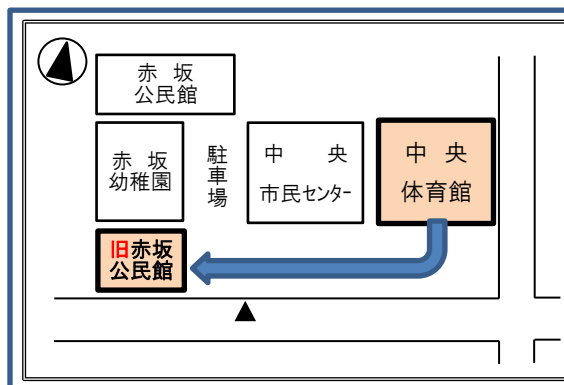 赤 坂
公民館
赤 坂
幼稚園
駐車場
中 央
市民センター
中 央
体育館
旧赤坂
公民館